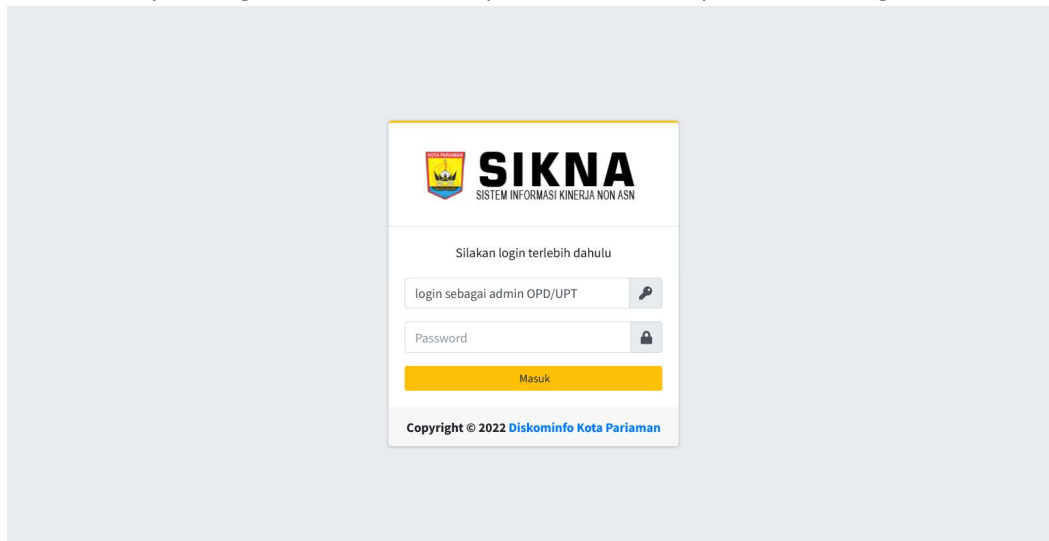 KOTA PARIAMAN
SIKNA
SISTEM INFORMASI KINERJA NON ASN
Silakan login terlebih dahulu
login sebagai admin OPD/UPT
Password
Masuk
Copyright © 2022 Diskominfo Kota Pariaman